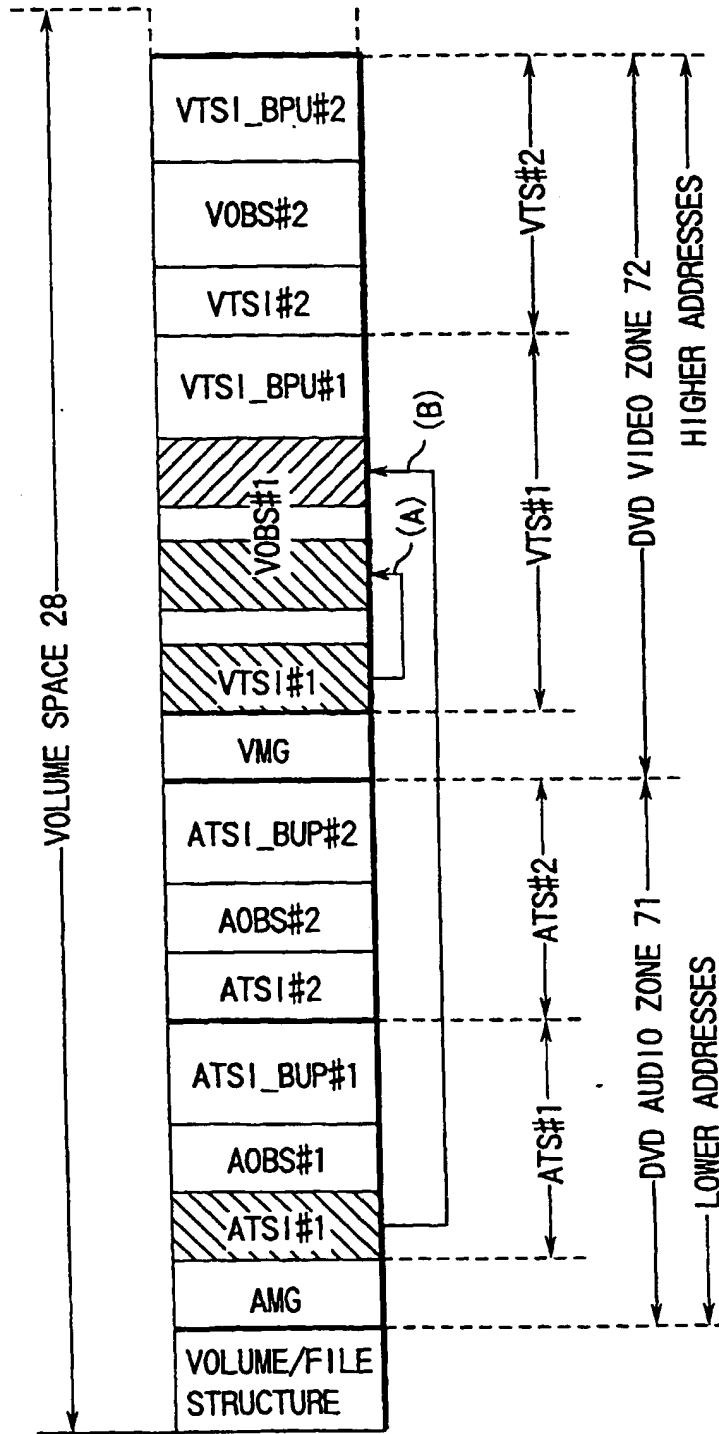 VOLUME SPACE 28
VTSI_BPU#2
VOBS#2
VTSI#2
VTSI_BPU#1
VOBS#1
VTSI#1
VMG
ATSI_BUP#2
AOBS#2
ATSI#2
ATSI_BUP#1
AOBS#1
ATSI#1
AMG
VOLUME/FILE
STRUCTURE
(B)
(A)
VTS#2
VTS#1
ATS#2
ATS#1
DVD VIDEO ZONE 72
DVD AUDIO ZONE 71
HIGHER ADDRESSES
LOWER ADDRESSES